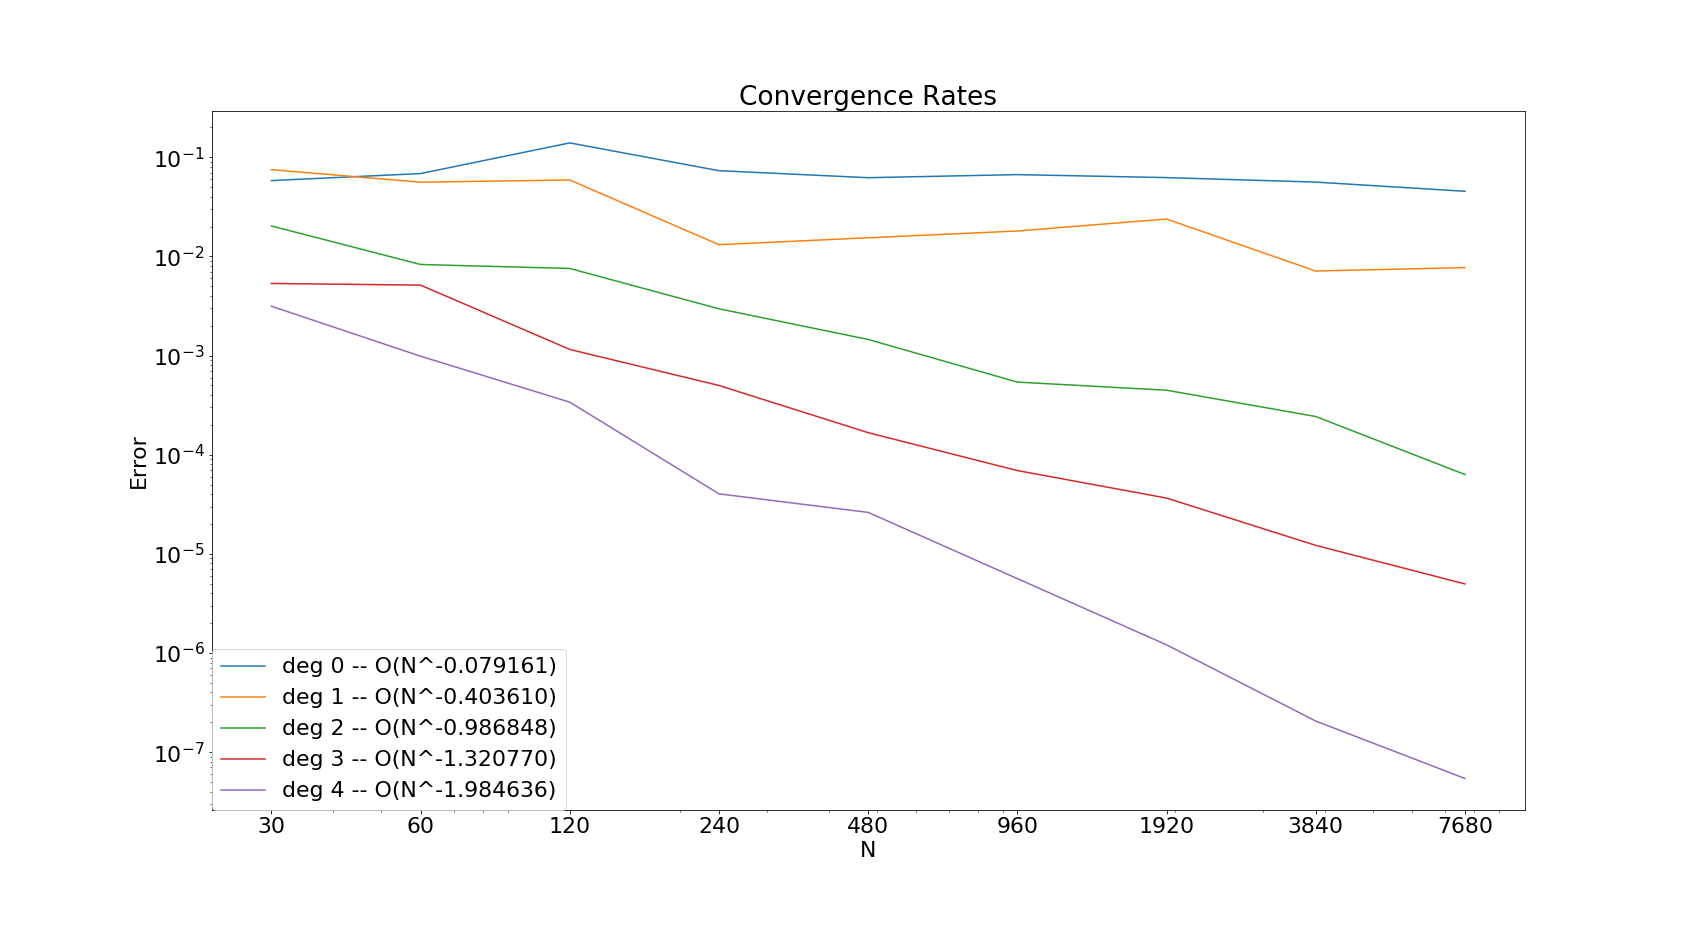 Convergence Rates
10^−1
10^−2
10^−3
10^−4
10^−5
10^−6
10^−7
Error
deg 0 -- O(N^-0.079161)
deg 1 -- O(N^-0.403610)
deg 2 -- O(N^-0.986848)
deg 3 -- O(N^-1.320770)
deg 4 -- O(N^-1.984636)
30 60 120 240 480 960 1920 3840 7680
N